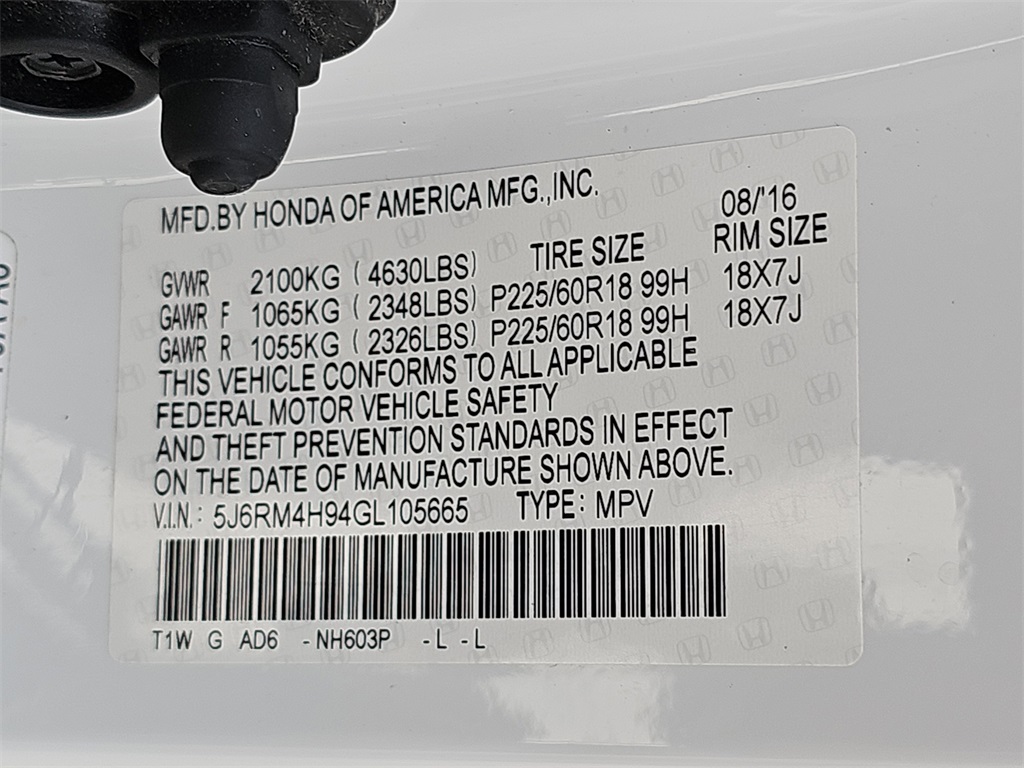 MFD.BY HONDA OF AMERICA MFG.,INC. 08/'16
TIRE SIZE RIM SIZE
GVWR 2100KG ( 4630LBS)
GAWR F 1065KG ( 2348LBS) P225/60R18 99H 18X7J
GAWR R 1055KG ( 2326LBS) P225/60R18 99H 18X7J
THIS VEHICLE CONFORMS TO ALL APPLICABLE
FEDERAL MOTOR VEHICLE SAFETY
AND THEFT PREVENTION STANDARDS IN EFFECT
ON THE DATE OF MANUFACTURE SHOWN ABOVE.
V.I.N: 5J6RM4H94GL105665 TYPE: MPV
T1W G AD6 -NH603P -L -L